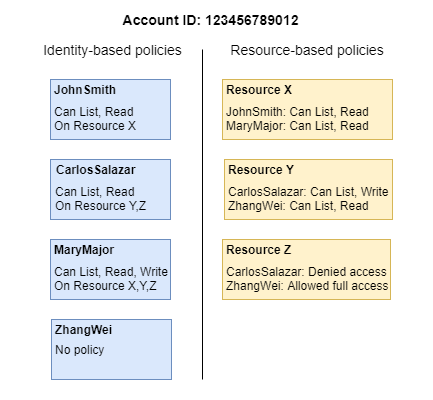 Account ID: 123456789012
Identity-based policies
Resource-based policies
JohnSmith
Can List, Read
On Resource X
CarlosSalazar
Can List, Read
On Resource Y,Z
MaryMajor
Can List, Read, Write
On Resource X,Y,Z
ZhangWei
No policy
Resource X
JohnSmith: Can List, Read
MaryMajor: Can List, Read
Resource Y
CarlosSalazar: Can List, Write
ZhangWei: Can List, Read
Resource Z
CarlosSalazar: Denied access
ZhangWei: Allowed full access